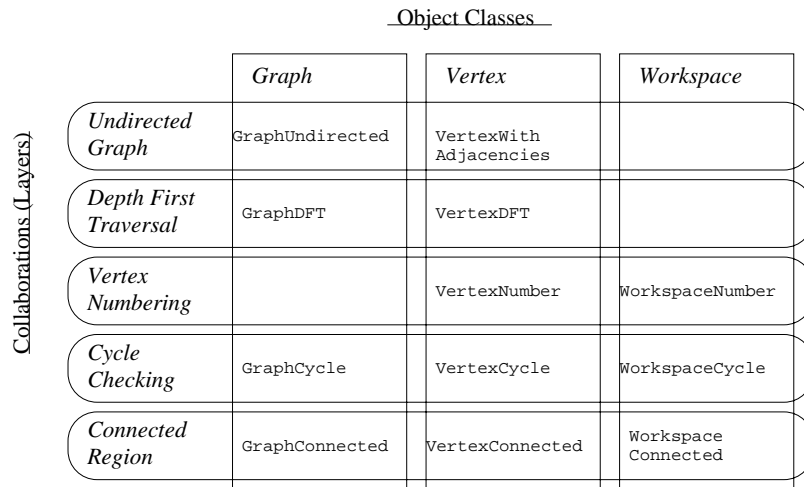 Object Classes
Graph
Vertex
Workspace
Collaborations (Layers)
Undirected
Graph
GraphUndirected
VertexWith
Adjacencies
Depth First
Traversal
GraphDFT
VertexDFT
Vertex
Numbering
VertexNumber
WorkspaceNumber
Cycle
Checking
GraphCycle
VertexCycle
WorkspaceCycle
Connected
Region
GraphConnected
VertexConnected
Workspace
Connected